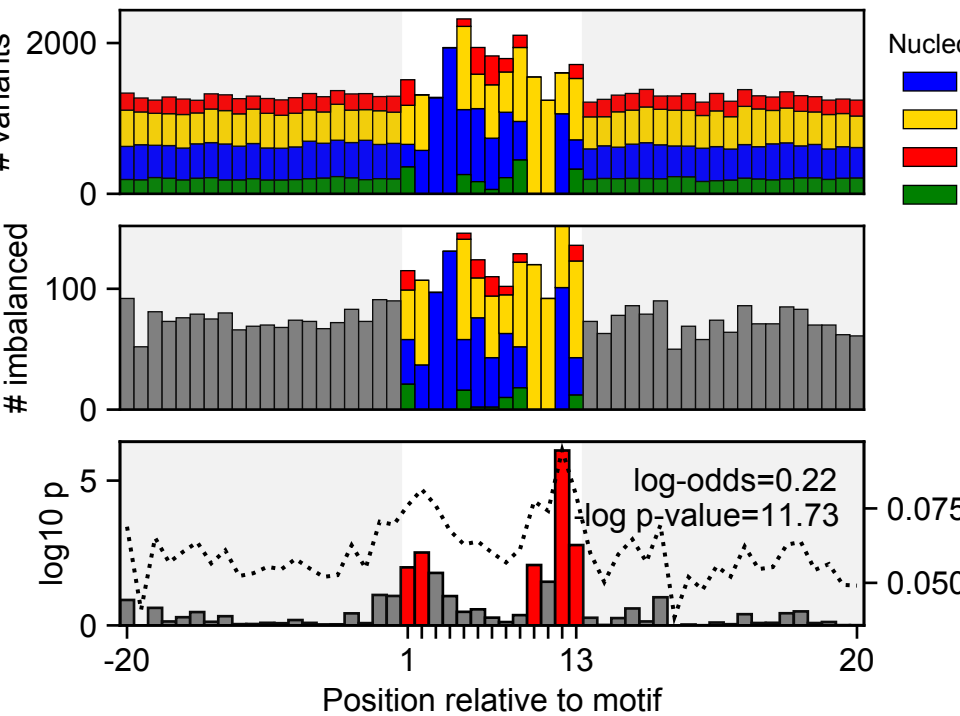 # variants
2000
0
Nucleo
# imbalanced
100
0
log10 p
5
0
log-odds=0.22
-log p-value=11.73
0.075
0.050
-20
1
13
20
Position relative to motif